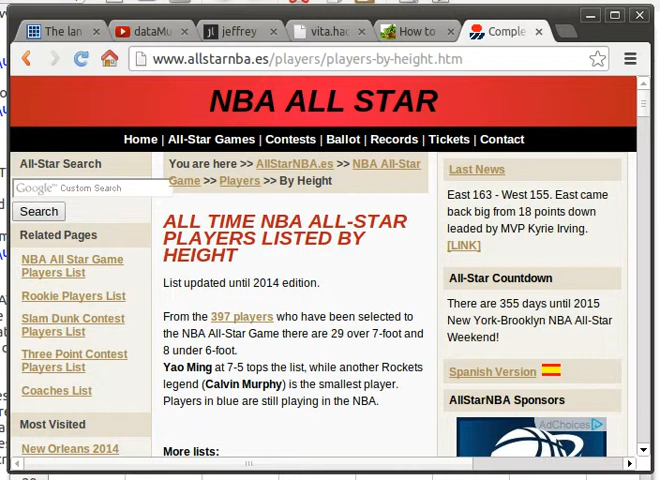 The lan
dataMu
jeffrey
vita.had
How to
Comple
www.allstarnba.es/players/players-by-height.htm
NBA ALL STAR
Home | All-Star Games | Contests | Ballot | Records | Tickets | Contact
All-Star Search
Google™ Custom Search
Search
Related Pages
NBA All Star Game
Players List
Rookie Players List
Slam Dunk Contest
Players List
Three Point Contest
Players List
Coaches List
Most Visited
New Orleans 2014
You are here >> AllStarNBA.es >> NBA All-Star
Game >> Players >> By Height
ALL TIME NBA ALL-STAR
PLAYERS LISTED BY
HEIGHT
List updated until 2014 edition.
From the 397 players who have been selected to
the NBA All-Star Game there are 29 over 7-foot and
8 under 6-foot.
Yao Ming at 7-5 tops the list, while another Rockets
legend (Calvin Murphy) is the smallest player.
Players in blue are still playing in the NBA.
More lists:
Last News
East 163 - West 155. East came
back big from 18 points down
leaded by MVP Kyrie Irving.
[LINK]
All-Star Countdown
There are 355 days until 2015
New York-Brooklyn NBA All-Star
Weekend!
Spanish Version
AllStarNBA Sponsors
AdChoices